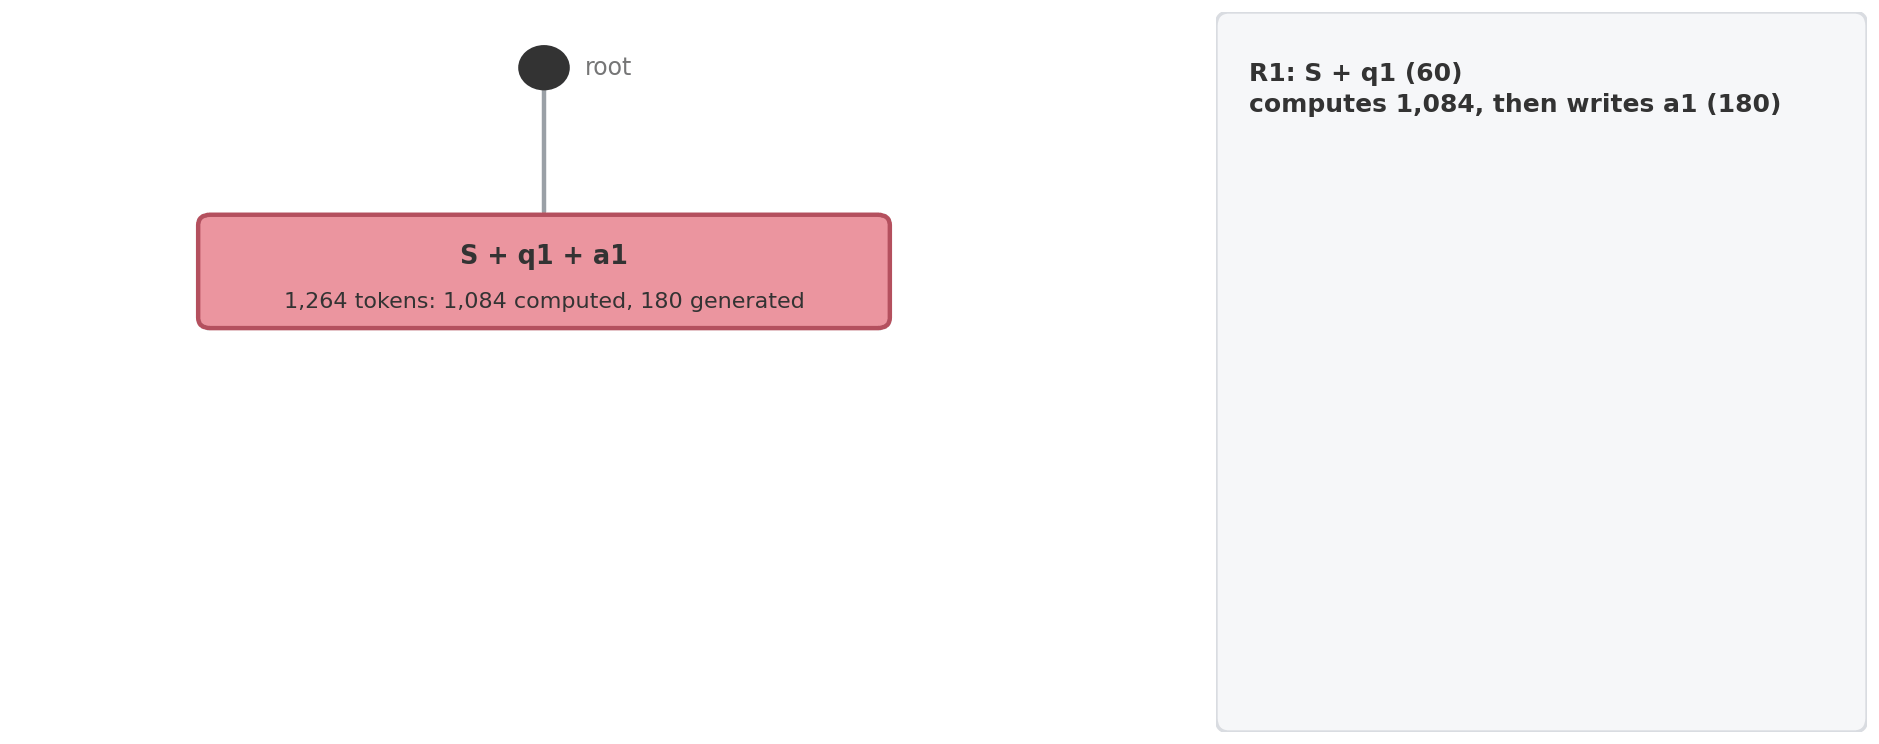 root
S + q1 + a1
1,264 tokens: 1,084 computed, 180 generated
R1: S + q1 (60)
computes 1,084, then writes a1 (180)